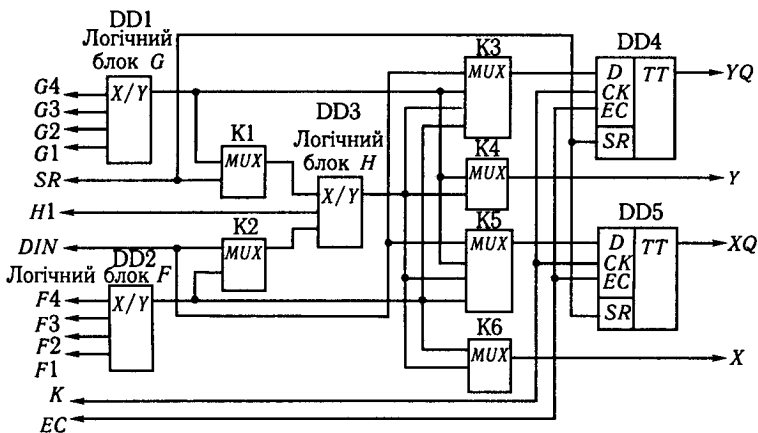 DD1
Логічний
блок G
G4
G3
G2
G1
X/Y
SR
H1
DIN
K1
MUX
K2
MUX
DD3
Логічний
блок H
X/Y
DD2
Логічний блок F
F4
F3
F2
F1
X/Y
K
EC
K3
MUX
K4
MUX
K5
MUX
K6
MUX
DD4
D
CK
EC
SR
TT
YQ
Y
DD5
D
CK
EC
SR
TT
XQ
X